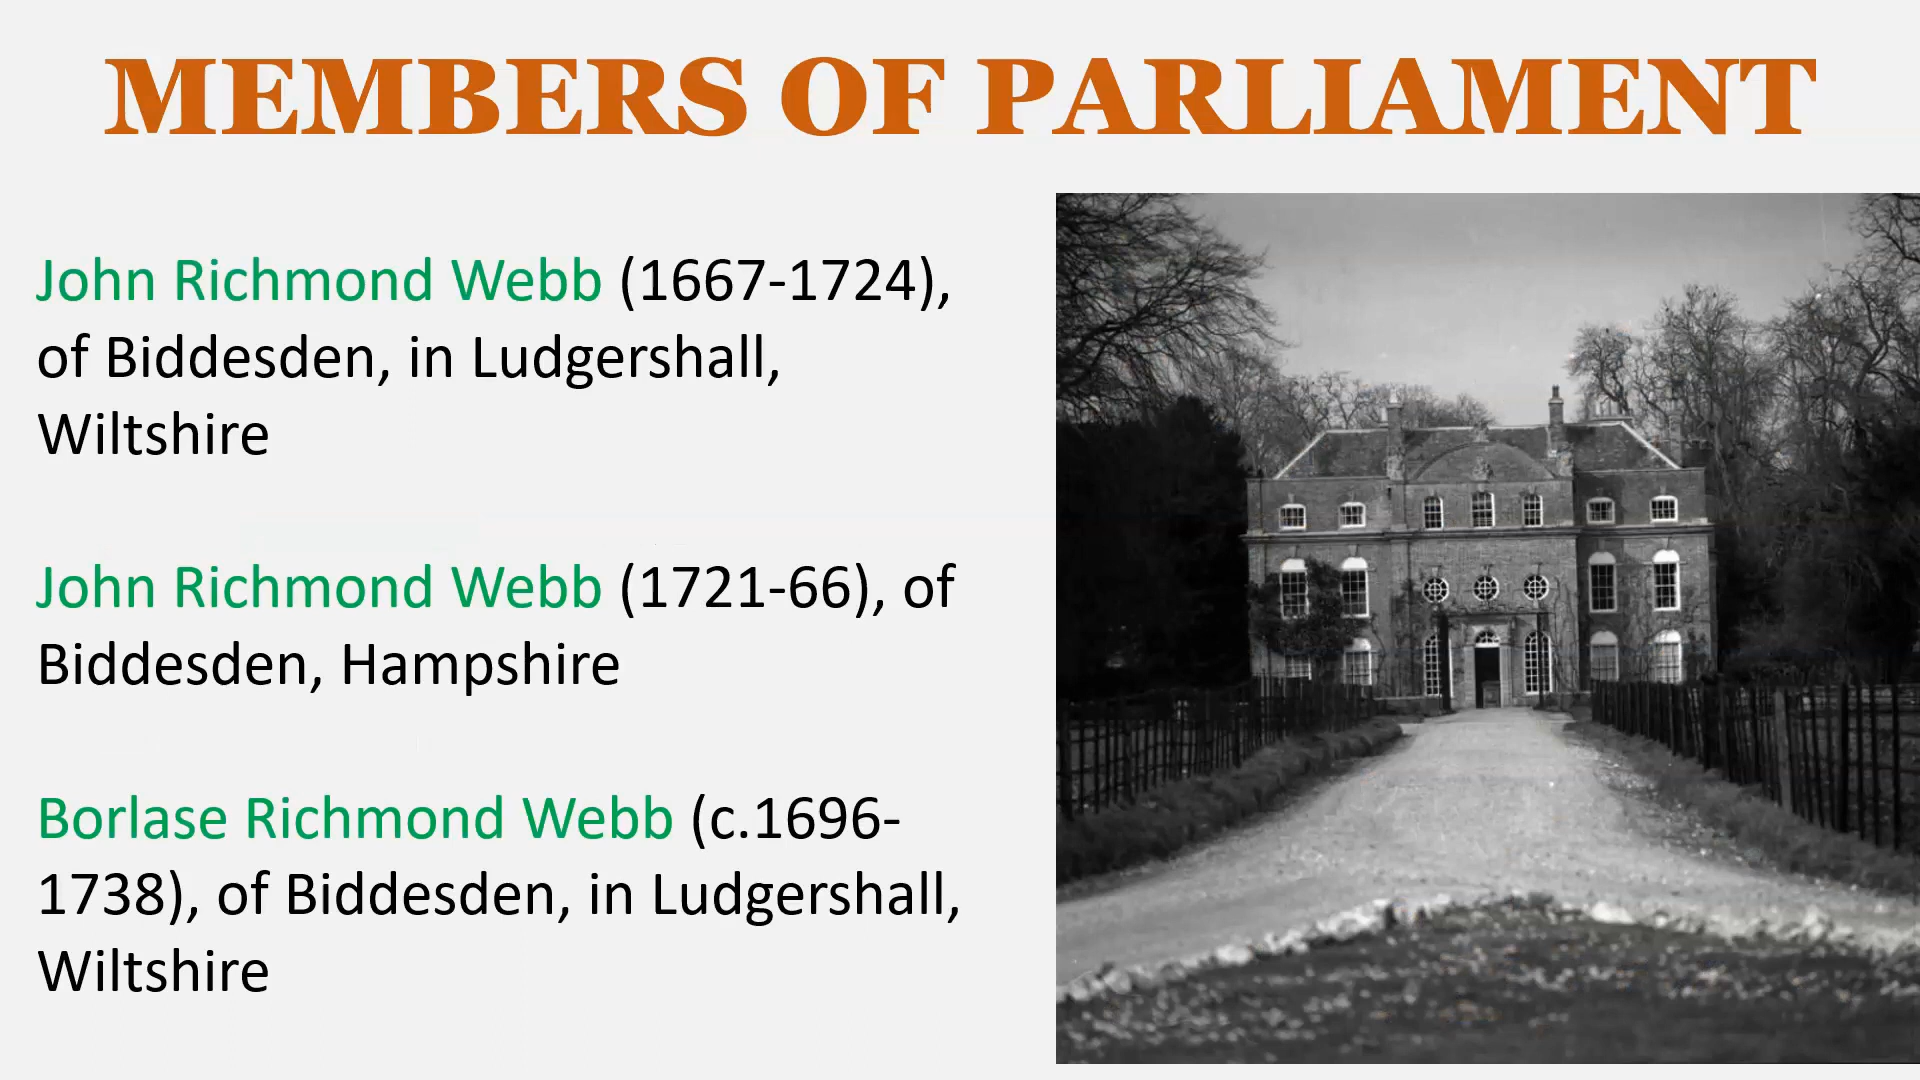 MEMBERS OF PARLIAMENT
John Richmond Webb (1667-1724),
of Biddesden, in Ludgershall,
Wiltshire
John Richmond Webb (1721-66), of
Biddesden, Hampshire
Borlase Richmond Webb (c.1696-
1738), of Biddesden, in Ludgershall,
Wiltshire